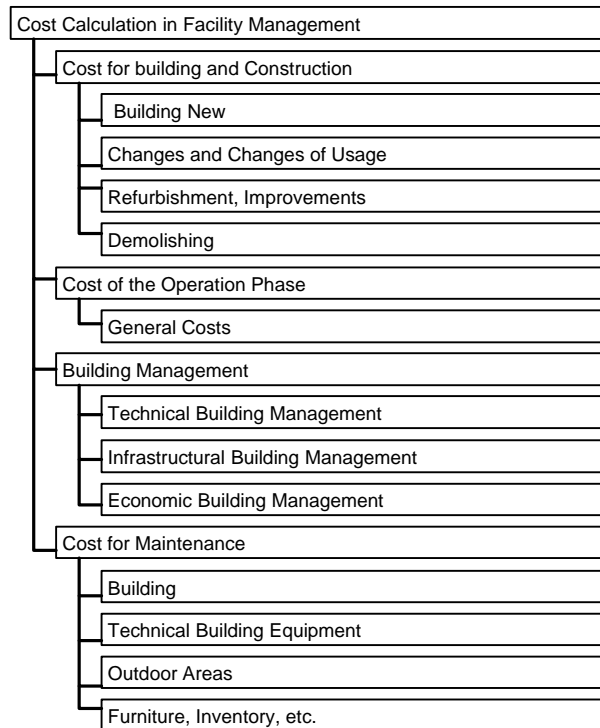 Cost Calculation in Facility Management
Cost for building and Construction
Building New
Changes and Changes of Usage
Refurbishment, Improvements
Demolishing
Cost of the Operation Phase
General Costs
Building Management
Technical Building Management
Infrastructural Building Management
Economic Building Management
Cost for Maintenance
Building
Technical Building Equipment
Outdoor Areas
Furniture, Inventory, etc.